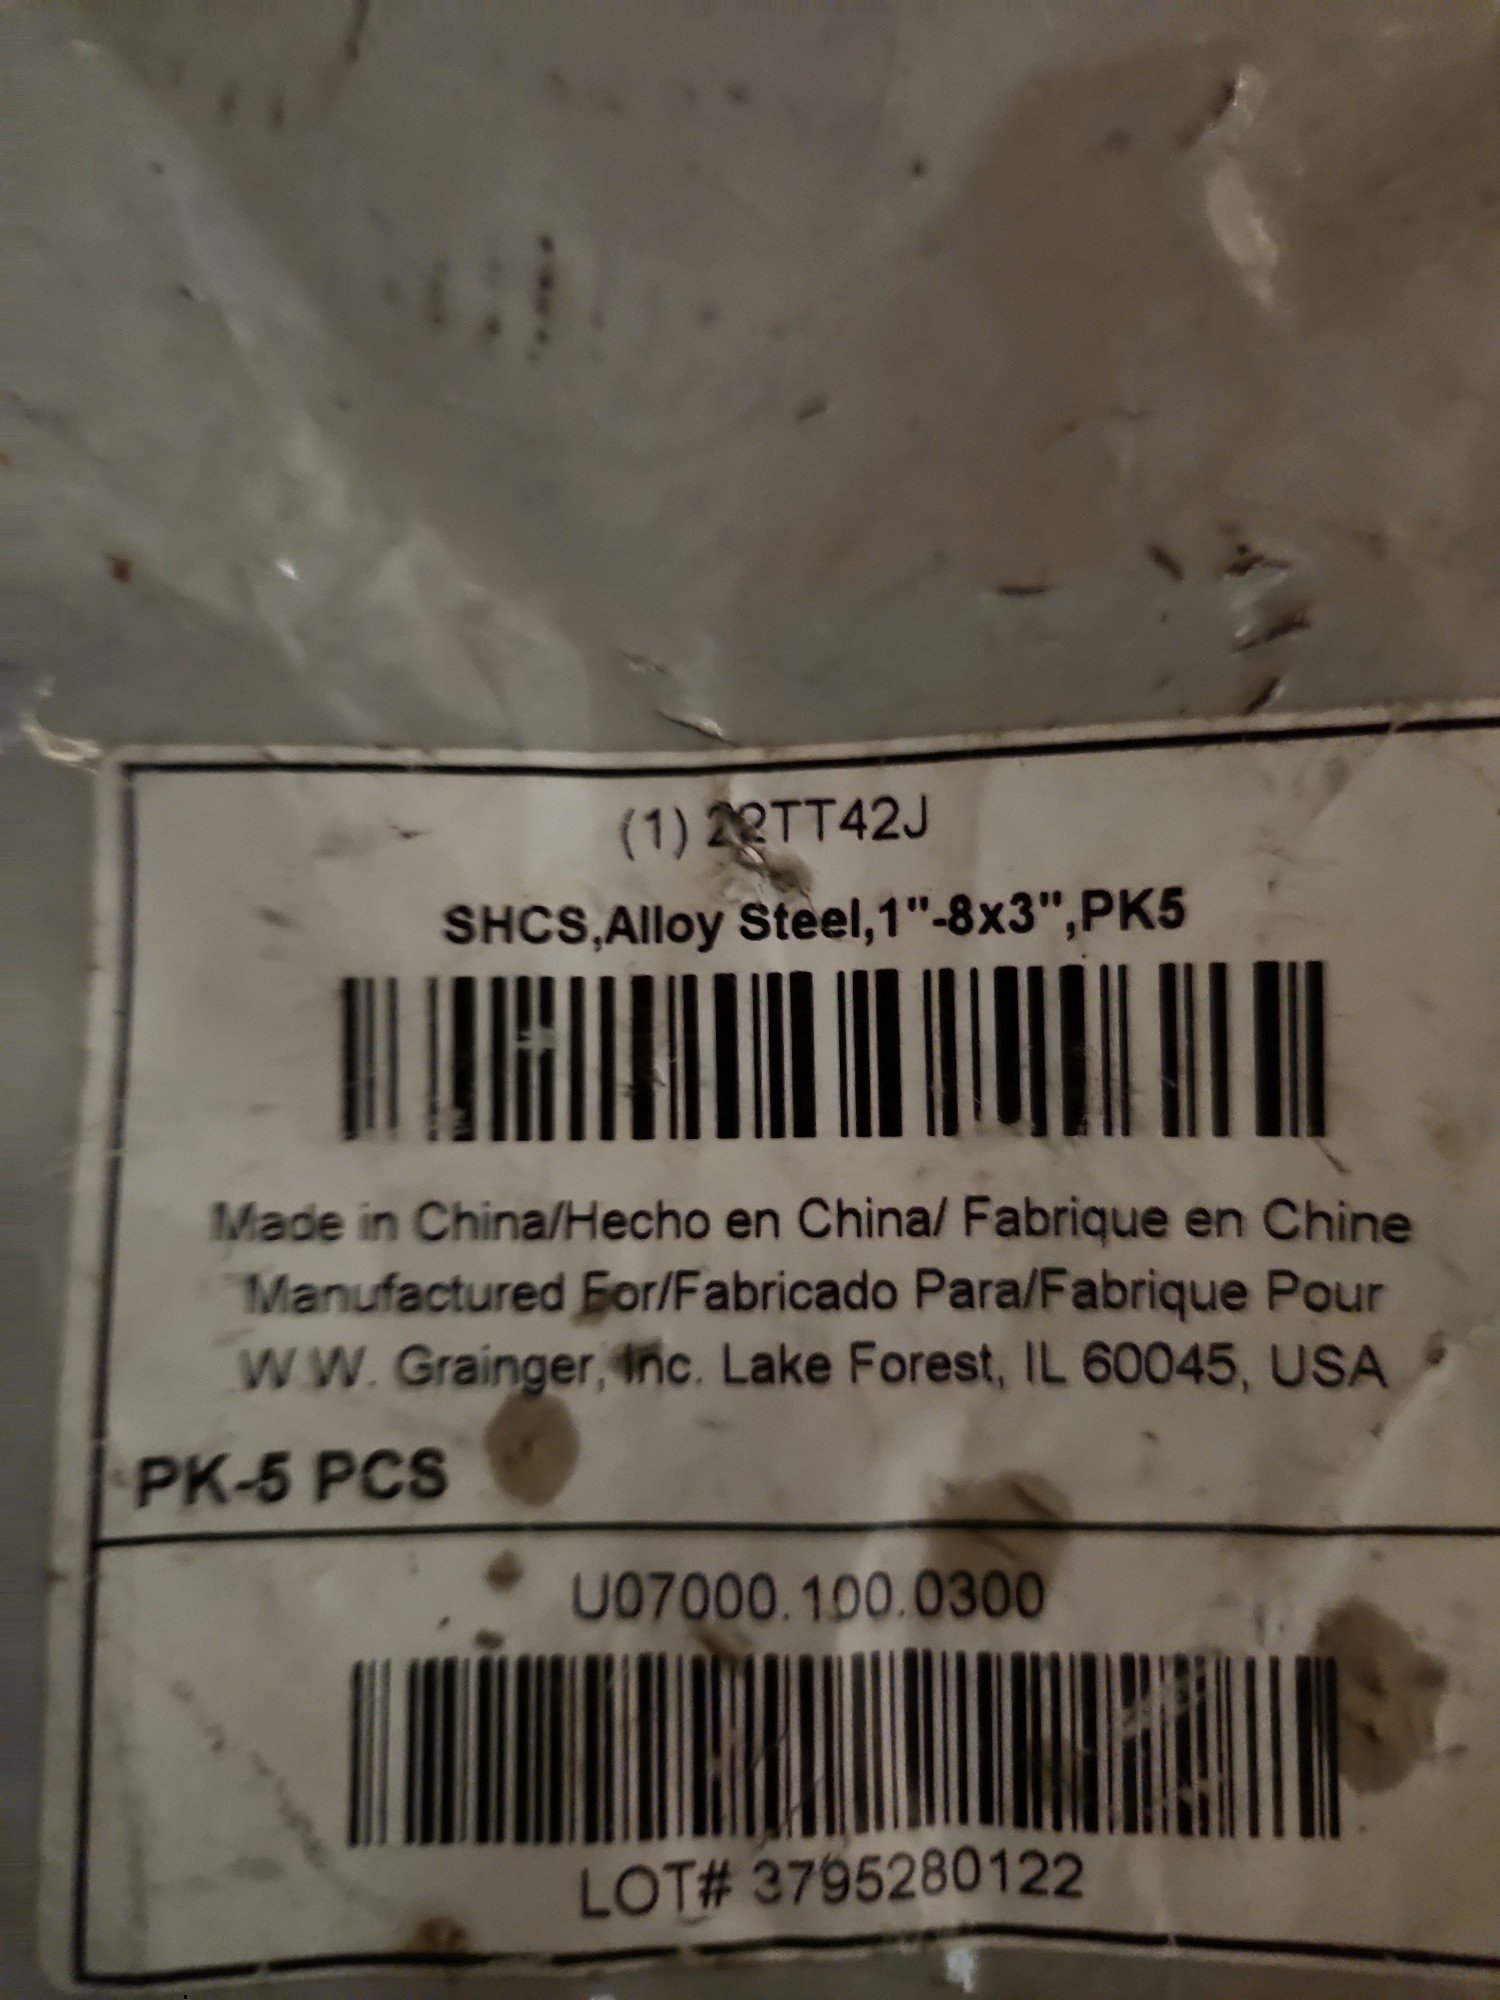 (1) 22TT42J
SHCS,Alloy Steel,1"-8x3",PK5
Made in China/Hecho en China/ Fabrique en Chine
Manufactured For/Fabricado Para/Fabrique Pour
W.W. Grainger, Inc. Lake Forest, IL 60045, USA
PK-5 PCS
U07000.100.0300
LOT# 3795280122